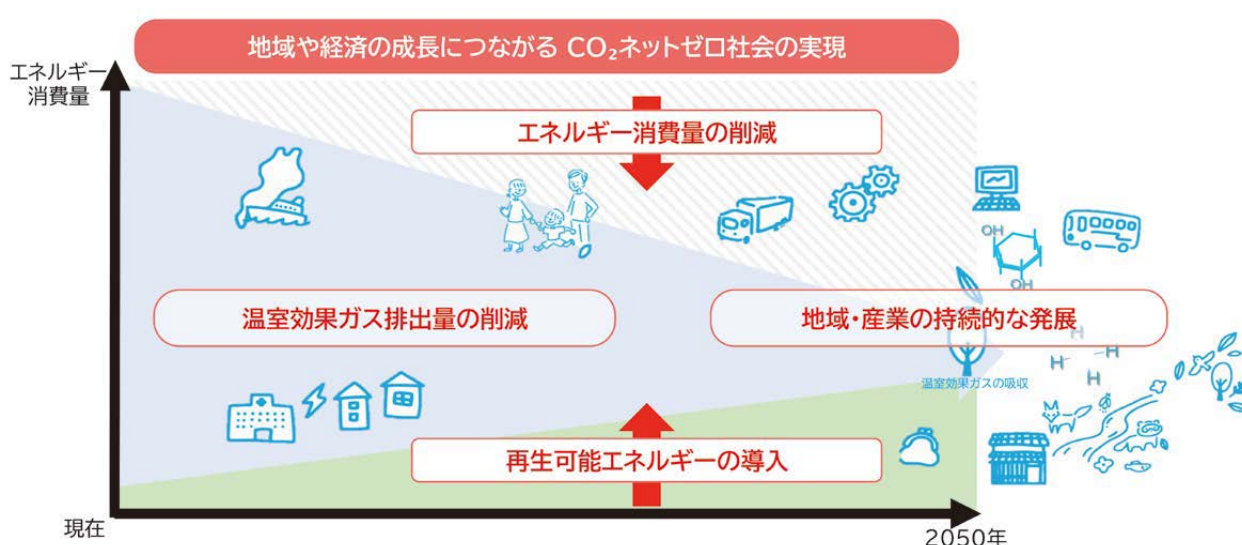 地域や経済の成長につながる CO₂ネットゼロ社会の実現
エネルギー
消費量
エネルギー消費量の削減
OH
OH
温室効果ガス排出量の削減
地域・産業の持続的な発展
H
H
H
H
温室効果ガスの吸収
再生可能エネルギーの導入
現在
2050年